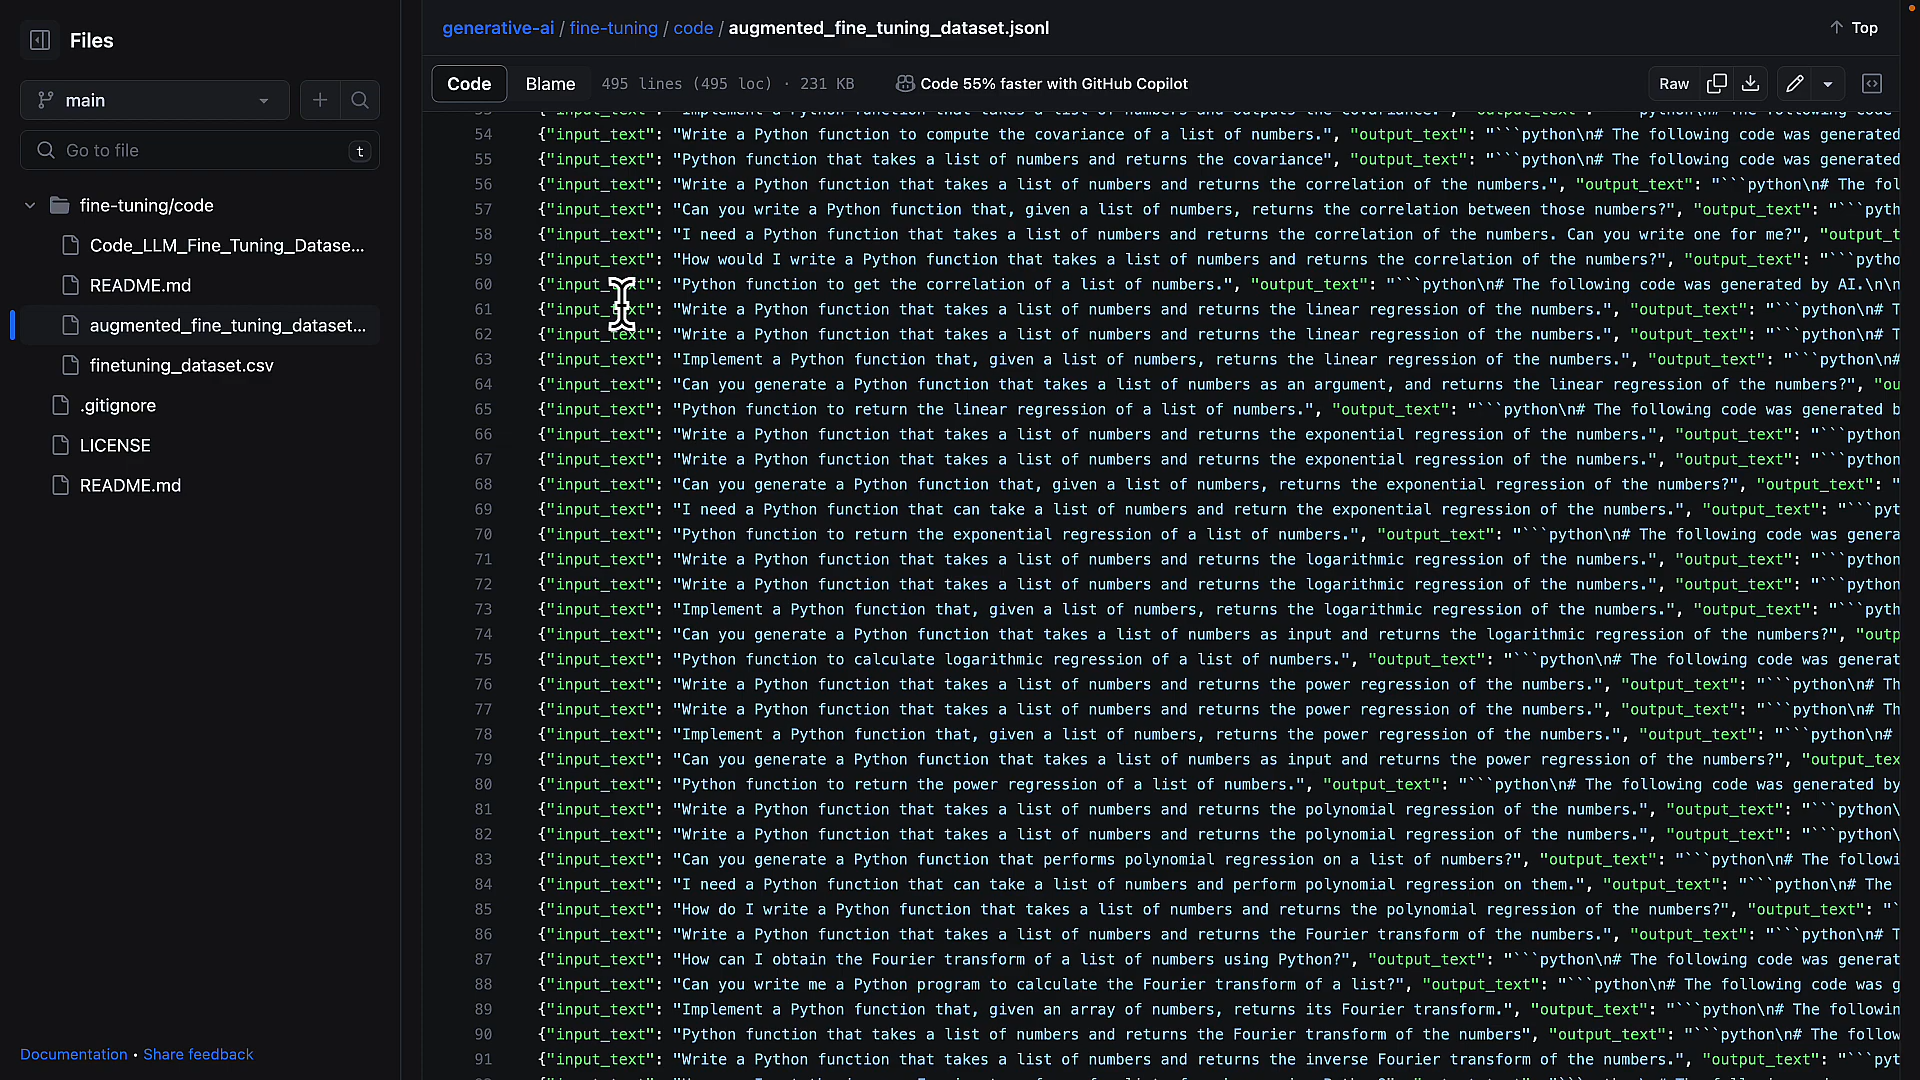 Files
main
Go to file
t
fine-tuning/code
Code_LLM_Fine_Tuning_Datase...
README.md
augmented_fine_tuning_dataset...
finetuning_dataset.csv
.gitignore
LICENSE
README.md
Documentation • Share feedback
generative-ai / fine-tuning / code / augmented_fine_tuning_dataset.jsonl
Top
Code Blame 495 lines (495 loc) · 231 KB Code 55% faster with GitHub Copilot
Raw
54 {"input_text": "Write a Python function to compute the covariance of a list of numbers.", "output_text": "```python\n# The following code was generated
55 {"input_text": "Python function that takes a list of numbers and returns the covariance", "output_text": "```python\n# The following code was generated
56 {"input_text": "Write a Python function that takes a list of numbers and returns the correlation of the numbers.", "output_text": "```python\n# The fol
57 {"input_text": "Can you write a Python function that, given a list of numbers, returns the correlation between those numbers?", "output_text": "```pyth
58 {"input_text": "I need a Python function that takes a list of numbers and returns the correlation of the numbers. Can you write one for me?", "output_t
59 {"input_text": "How would I write a Python function that takes a list of numbers and returns the correlation of the numbers?", "output_text": "```pytho
60 {"input_text": "Python function to get the correlation of a list of numbers.", "output_text": "```python\n# The following code was generated by AI.\n\n
61 {"input_text": "Write a Python function that takes a list of numbers and returns the linear regression of the numbers.", "output_text": "```python\n# T
62 {"input_text": "Write a Python function that takes a list of numbers and returns the linear regression of the numbers.", "output_text": "```python\n# T
63 {"input_text": "Implement a Python function that, given a list of numbers, returns the linear regression of the numbers.", "output_text": "```python\n#
64 {"input_text": "Can you generate a Python function that takes a list of numbers as an argument, and returns the linear regression of the numbers?", "ou
65 {"input_text": "Python function to return the linear regression of a list of numbers.", "output_text": "```python\n# The following code was generated b
66 {"input_text": "Write a Python function that takes a list of numbers and returns the exponential regression of the numbers.", "output_text": "```python
67 {"input_text": "Write a Python function that takes a list of numbers and returns the exponential regression of the numbers.", "output_text": "```python
68 {"input_text": "Can you generate a Python function that, given a list of numbers, returns the exponential regression of the numbers?", "output_text": "
69 {"input_text": "I need a Python function that can take a list of numbers and return the exponential regression of the numbers.", "output_text": "```pyt
70 {"input_text": "Python function to return the exponential regression of a list of numbers.", "output_text": "```python\n# The following code was genera
71 {"input_text": "Write a Python function that takes a list of numbers and returns the logarithmic regression of the numbers.", "output_text": "```python
72 {"input_text": "Write a Python function that takes a list of numbers and returns the logarithmic regression of the numbers.", "output_text": "```python
73 {"input_text": "Implement a Python function that, given a list of numbers, returns the logarithmic regression of the numbers.", "output_text": "```pyth
74 {"input_text": "Can you generate a Python function that takes a list of numbers as input and returns the logarithmic regression of the numbers?", "outp
75 {"input_text": "Python function to calculate logarithmic regression of a list of numbers.", "output_text": "```python\n# The following code was generat
76 {"input_text": "Write a Python function that takes a list of numbers and returns the power regression of the numbers.", "output_text": "```python\n# Th
77 {"input_text": "Write a Python function that takes a list of numbers and returns the power regression of the numbers.", "output_text": "```python\n# Th
78 {"input_text": "Implement a Python function that, given a list of numbers, returns the power regression of the numbers.", "output_text": "```python\n#
79 {"input_text": "Can you generate a Python function that takes a list of numbers as input and returns the power regression of the numbers?", "output_tex
80 {"input_text": "Python function to return the power regression of a list of numbers.", "output_text": "```python\n# The following code was generated by
81 {"input_text": "Write a Python function that takes a list of numbers and returns the polynomial regression of the numbers.", "output_text": "```python\
82 {"input_text": "Write a Python function that takes a list of numbers and returns the polynomial regression of the numbers.", "output_text": "```python\
83 {"input_text": "Can you generate a Python function that performs polynomial regression on a list of numbers?", "output_text": "```python\n# The followi
84 {"input_text": "I need a Python function that can take a list of numbers and perform polynomial regression on them.", "output_text": "```python\n# The
85 {"input_text": "How do I write a Python function that takes a list of numbers and returns the polynomial regression of the numbers?", "output_text": "`
86 {"input_text": "Write a Python function that takes a list of numbers and returns the Fourier transform of the numbers.", "output_text": "```python\n# T
87 {"input_text": "How can I obtain the Fourier transform of a list of numbers using Python?", "output_text": "```python\n# The following code was generat
88 {"input_text": "Can you write me a Python program to calculate the Fourier transform of a list?", "output_text": "```python\n# The following code was g
89 {"input_text": "Implement a Python function that, given an array of numbers, returns its Fourier transform.", "output_text": "```python\n# The followin
90 {"input_text": "Python function that takes a list of numbers and returns the Fourier transform of the numbers", "output_text": "```python\n# The follow
91 {"input_text": "Write a Python function that takes a list of numbers and returns the inverse Fourier transform of the numbers.", "output_text": "```pyt